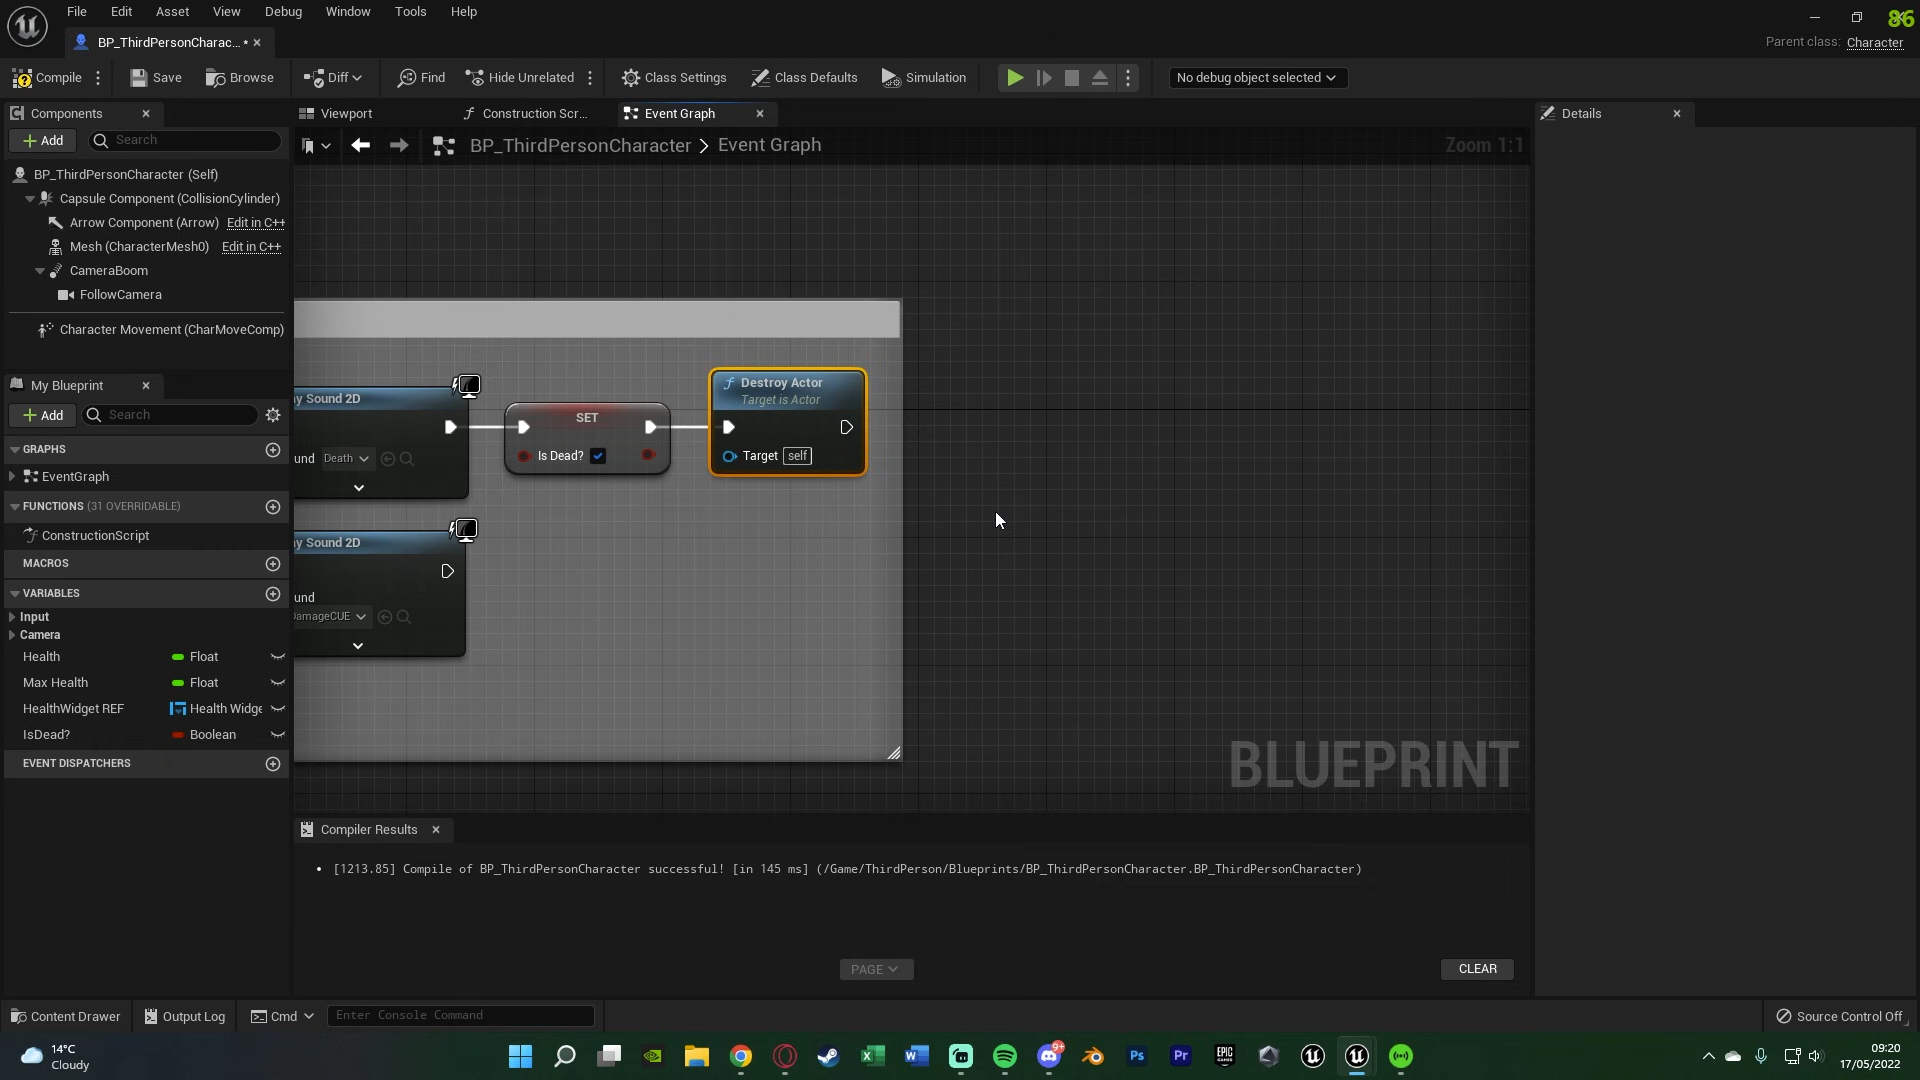 File Edit Asset View Debug Window Tools Help
86
BP_ThirdPersonCharac... •
Parent class: Character
Compile Save Browse Diff Find Hide Unrelated Class Settings Class Defaults Simulation No debug object selected
Components
Viewport Construction Scr... Event Graph
Details
Add Search
BP_ThirdPersonCharacter > Event Graph
Zoom 1:1
BP_ThirdPersonCharacter (Self)
Capsule Component (CollisionCylinder)
Arrow Component (Arrow) Edit in C++
Mesh (CharacterMesh0) Edit in C++
CameraBoom
FollowCamera
Character Movement (CharMoveComp)
My Blueprint
Add Search
GRAPHS
EventGraph
FUNCTIONS (31 OVERRIDABLE)
ConstructionScript
MACROS
VARIABLES
Input
Camera
Health Float
Max Health Float
HealthWidget REF Health Widge
IsDead? Boolean
EVENT DISPATCHERS
y Sound 2D
und Death
SET
Is Dead?
Destroy Actor
Target is Actor
Target self
y Sound 2D
und
DamageCUE
BLUEPRINT
Compiler Results
• [1213.85] Compile of BP_ThirdPersonCharacter successful! [in 145 ms] (/Game/ThirdPerson/Blueprints/BP_ThirdPersonCharacter.BP_ThirdPersonCharacter)
PAGE
CLEAR
Content Drawer Output Log Cmd Enter Console Command Source Control Off
14°C
Cloudy
9+
Ps Pr
EPIC GAMES
09:20
17/05/2022